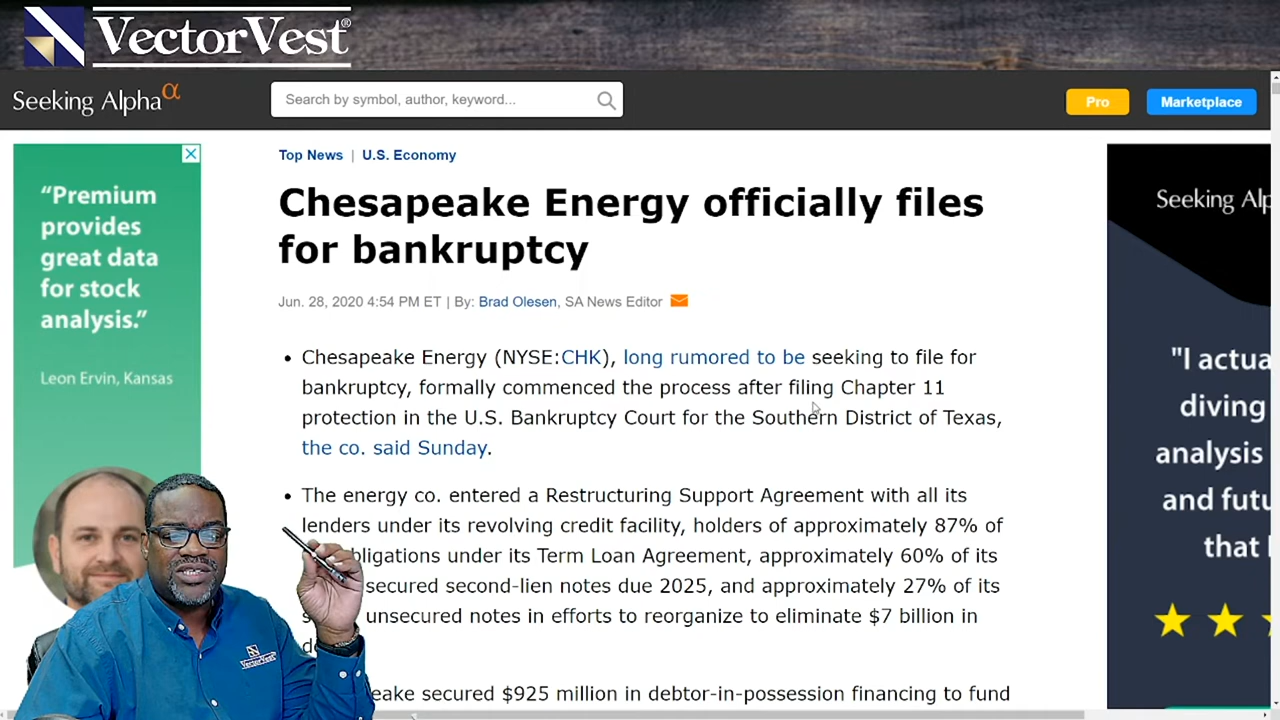 VectorVest®
Seeking Alpha α
Search by symbol, author, keyword...
Pro
Marketplace
“Premium
provides
great data
for stock
analysis.”
Leon Ervin, Kansas
Top News | U.S. Economy
Chesapeake Energy officially files
for bankruptcy
Jun. 28, 2020 4:54 PM ET | By: Brad Olesen, SA News Editor
• Chesapeake Energy (NYSE:CHK), long rumored to be seeking to file for
bankruptcy, formally commenced the process after filing Chapter 11
protection in the U.S. Bankruptcy Court for the Southern District of Texas,
the co. said Sunday.
• The energy co. entered a Restructuring Support Agreement with all its
lenders under its revolving credit facility, holders of approximately 87% of
obligations under its Term Loan Agreement, approximately 60% of its
secured second-lien notes due 2025, and approximately 27% of its
unsecured notes in efforts to reorganize to eliminate $7 billion in
secured $925 million in debtor-in-possession financing to fund
Seeking Alp
"I actua
diving
analysis
and futu
that
VectorVest